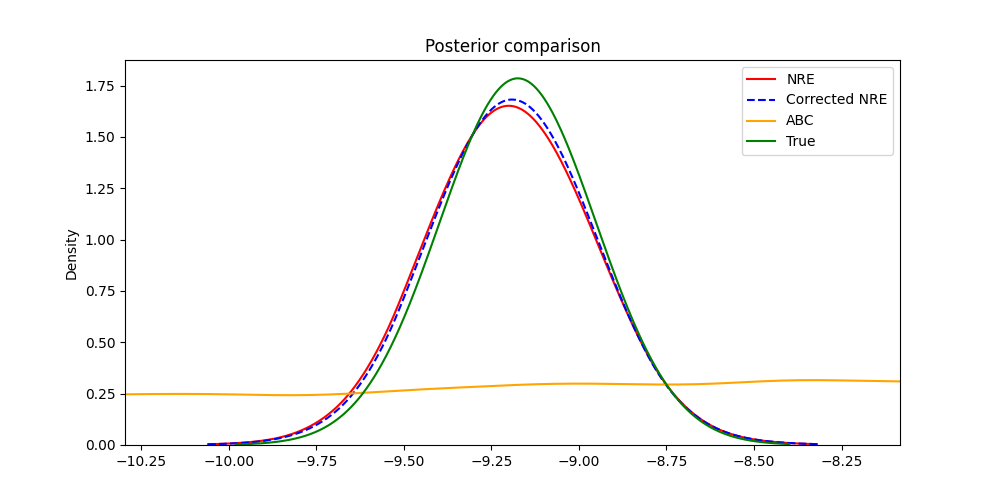 Posterior comparison
NRE
Corrected NRE
ABC
True
Density
1.75
1.50
1.25
1.00
0.75
0.50
0.25
0.00
−10.25 −10.00 −9.75 −9.50 −9.25 −9.00 −8.75 −8.50 −8.25